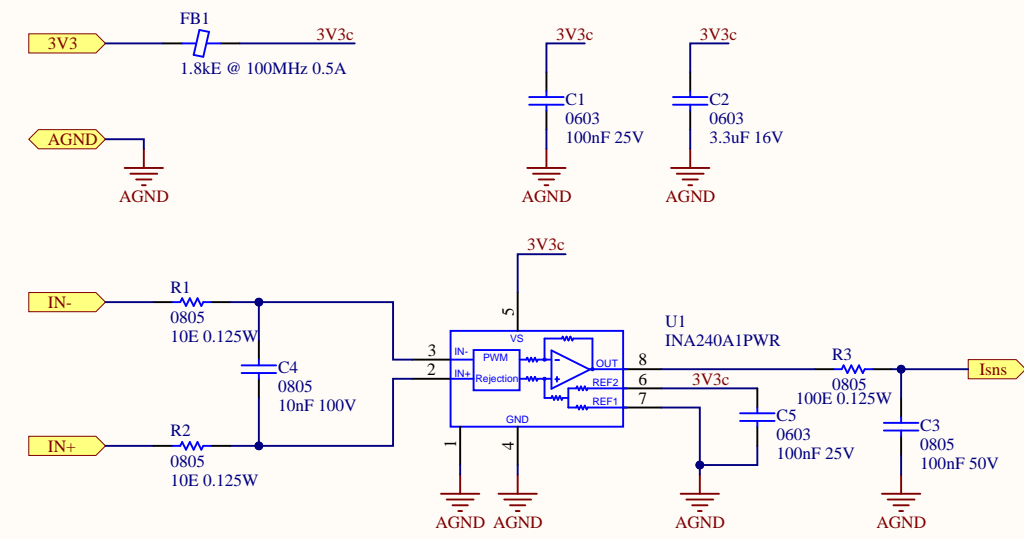 FB1
3V3
3V3c
1.8kE @ 100MHz 0.5A
AGND
AGND
3V3c
C1
0603
100nF 25V
AGND
3V3c
C2
0603
3.3uF 16V
AGND
3V3c
IN-
R1
0805
10E 0.125W
C4
0805
10nF 100V
IN+
R2
0805
10E 0.125W
U1
INA240A1PWR
5
VS
3
IN-
2
IN+
PWM
Rejection
OUT
8
REF2
6
REF1
7
GND
1
4
AGND
AGND
3V3c
C5
0603
100nF 25V
AGND
R3
0805
100E 0.125W
Isns
C3
0805
100nF 50V
AGND